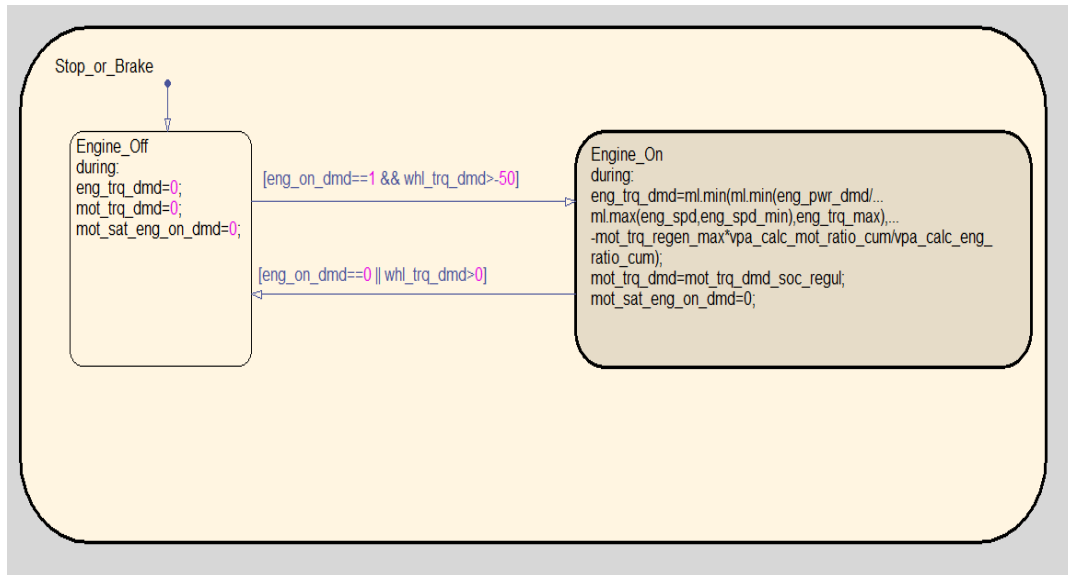 Stop_or_Brake
Engine_Off
during:
eng_trq_dmd=0;
mot_trq_dmd=0;
mot_sat_eng_on_dmd=0;
[eng_on_dmd==1 && whl_trq_dmd>-50]
[eng_on_dmd==0 || whl_trq_dmd>0]
Engine_On
during:
eng_trq_dmd=ml.min(ml.min(eng_pwr_dmd/...
ml.max(eng_spd,eng_spd_min),eng_trq_max),...
-mot_trq_regen_max*vpa_calc_mot_ratio_cum/vpa_calc_eng_
ratio_cum);
mot_trq_dmd=mot_trq_dmd_soc_regul;
mot_sat_eng_on_dmd=0;